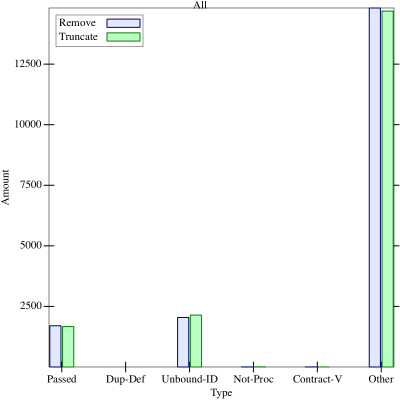 All
Remove
Truncate
12500
10000
7500
5000
2500
Amount
Passed Dup-Def Unbound-ID Not-Proc Contract-V Other
Type